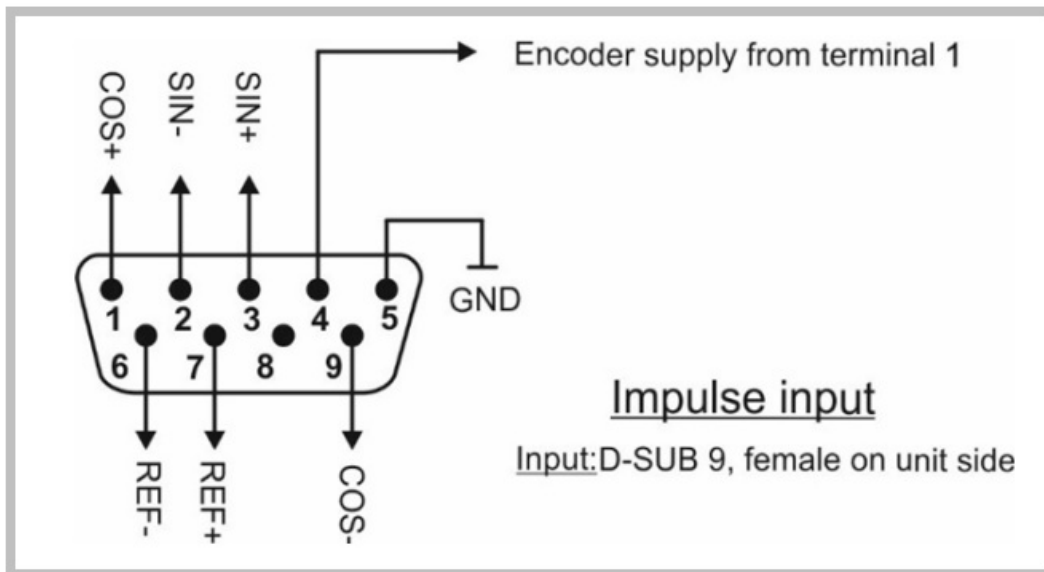 Encoder supply from terminal 1
COS+
SIN-
SIN+
GND
1 2 3 4 5
6 7 8 9
REF-
REF+
COS-
Impulse input
Input:D-SUB 9, female on unit side